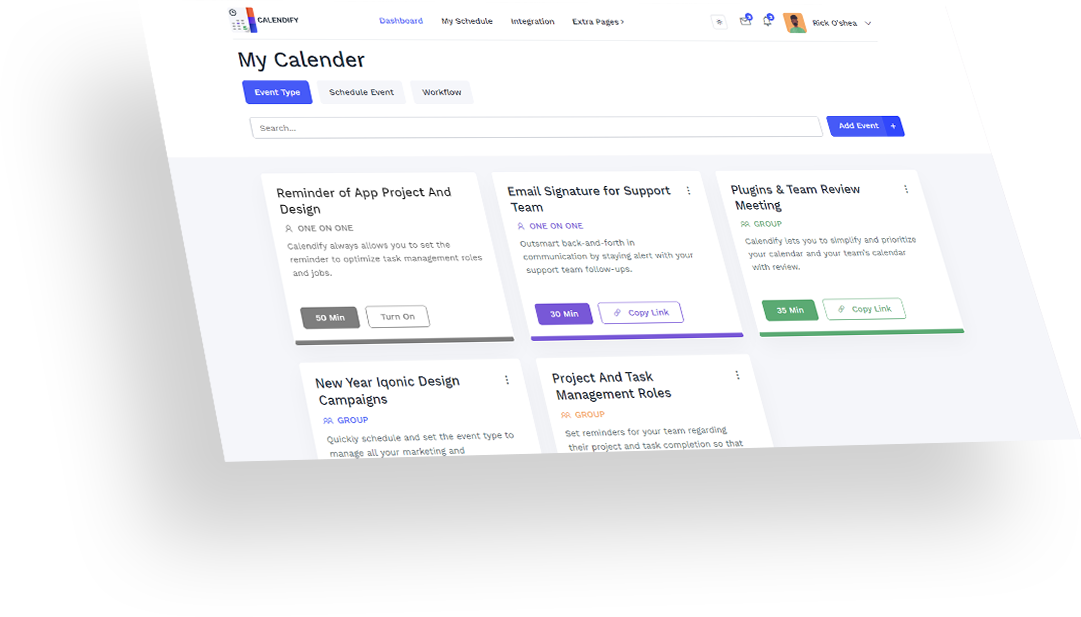 CALENDIFY
Dashboard
My Schedule
Integration
Extra Pages
Rick O'shea
My Calender
Event Type
Schedule Event
Workflow
Search...
Add Event +
Reminder of App Project And
Design
ONE ON ONE
Calendify always allows you to set the
reminder to optimize task management roles
and jobs.
50 Min
Turn On
Email Signature for Support
Team
ONE ON ONE
Outsmart back-and-forth in
communication by staying alert with your
support team follow-ups.
30 Min
Copy Link
Plugins & Team Review
Meeting
GROUP
Calendify lets you to simplify and prioritize
your calendar and your team's calendar
with review.
35 Min
Copy Link
New Year Iqonic Design
Campaigns
GROUP
Quickly schedule and set the event type to
manage all your marketing and
Project And Task
Management Roles
GROUP
Set reminders for your team regarding
their project and task completion so that